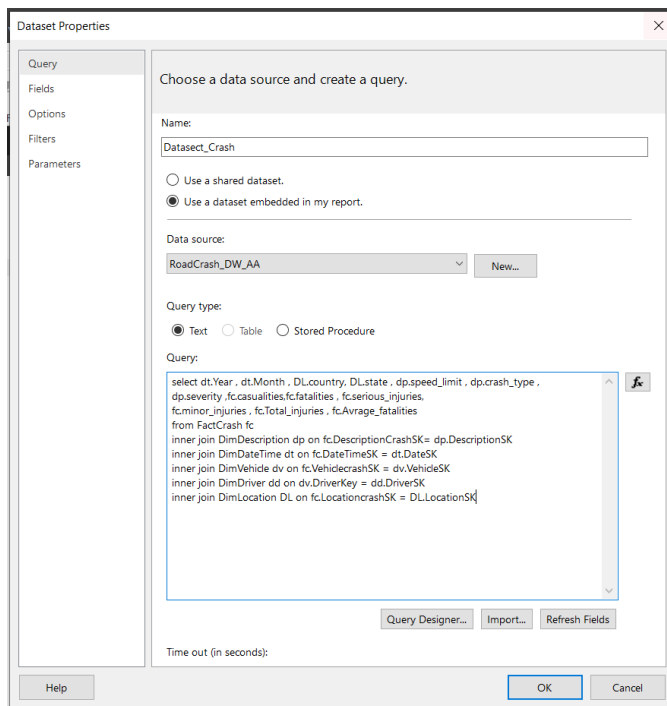 Dataset Properties
Query
Fields
Options
Filters
Parameters
Choose a data source and create a query.
Name:
Datasect_Crash
Use a shared dataset.
Use a dataset embedded in my report.
Data source:
RoadCrash_DW_AA
New...
Query type:
Text
Table
Stored Procedure
Query:
select dt.Year , dt.Month , DL.country, DL.state , dp.speed_limit , dp.crash_type ,
dp.severity ,fc.casualities,fc.fatalities , fc.serious_injuries,
fc.minor_injuries , fc.Total_injuries , fc.Avrage_fatalities
from FactCrash fc
inner join DimDescription dp on fc.DescriptionCrashSK= dp.DescriptionSK
inner join DimDateTime dt on fc.DateTimeSK = dt.DateSK
inner join DimVehicle dv on fc.VehiclecrashSK = dv.VehicleSK
inner join DimDriver dd on dv.DriverKey = dd.DriverSK
inner join DimLocation DL on fc.LocationcrashSK = DL.LocationSK
fx
Query Designer...
Import...
Refresh Fields
Time out (in seconds):
Help
OK
Cancel